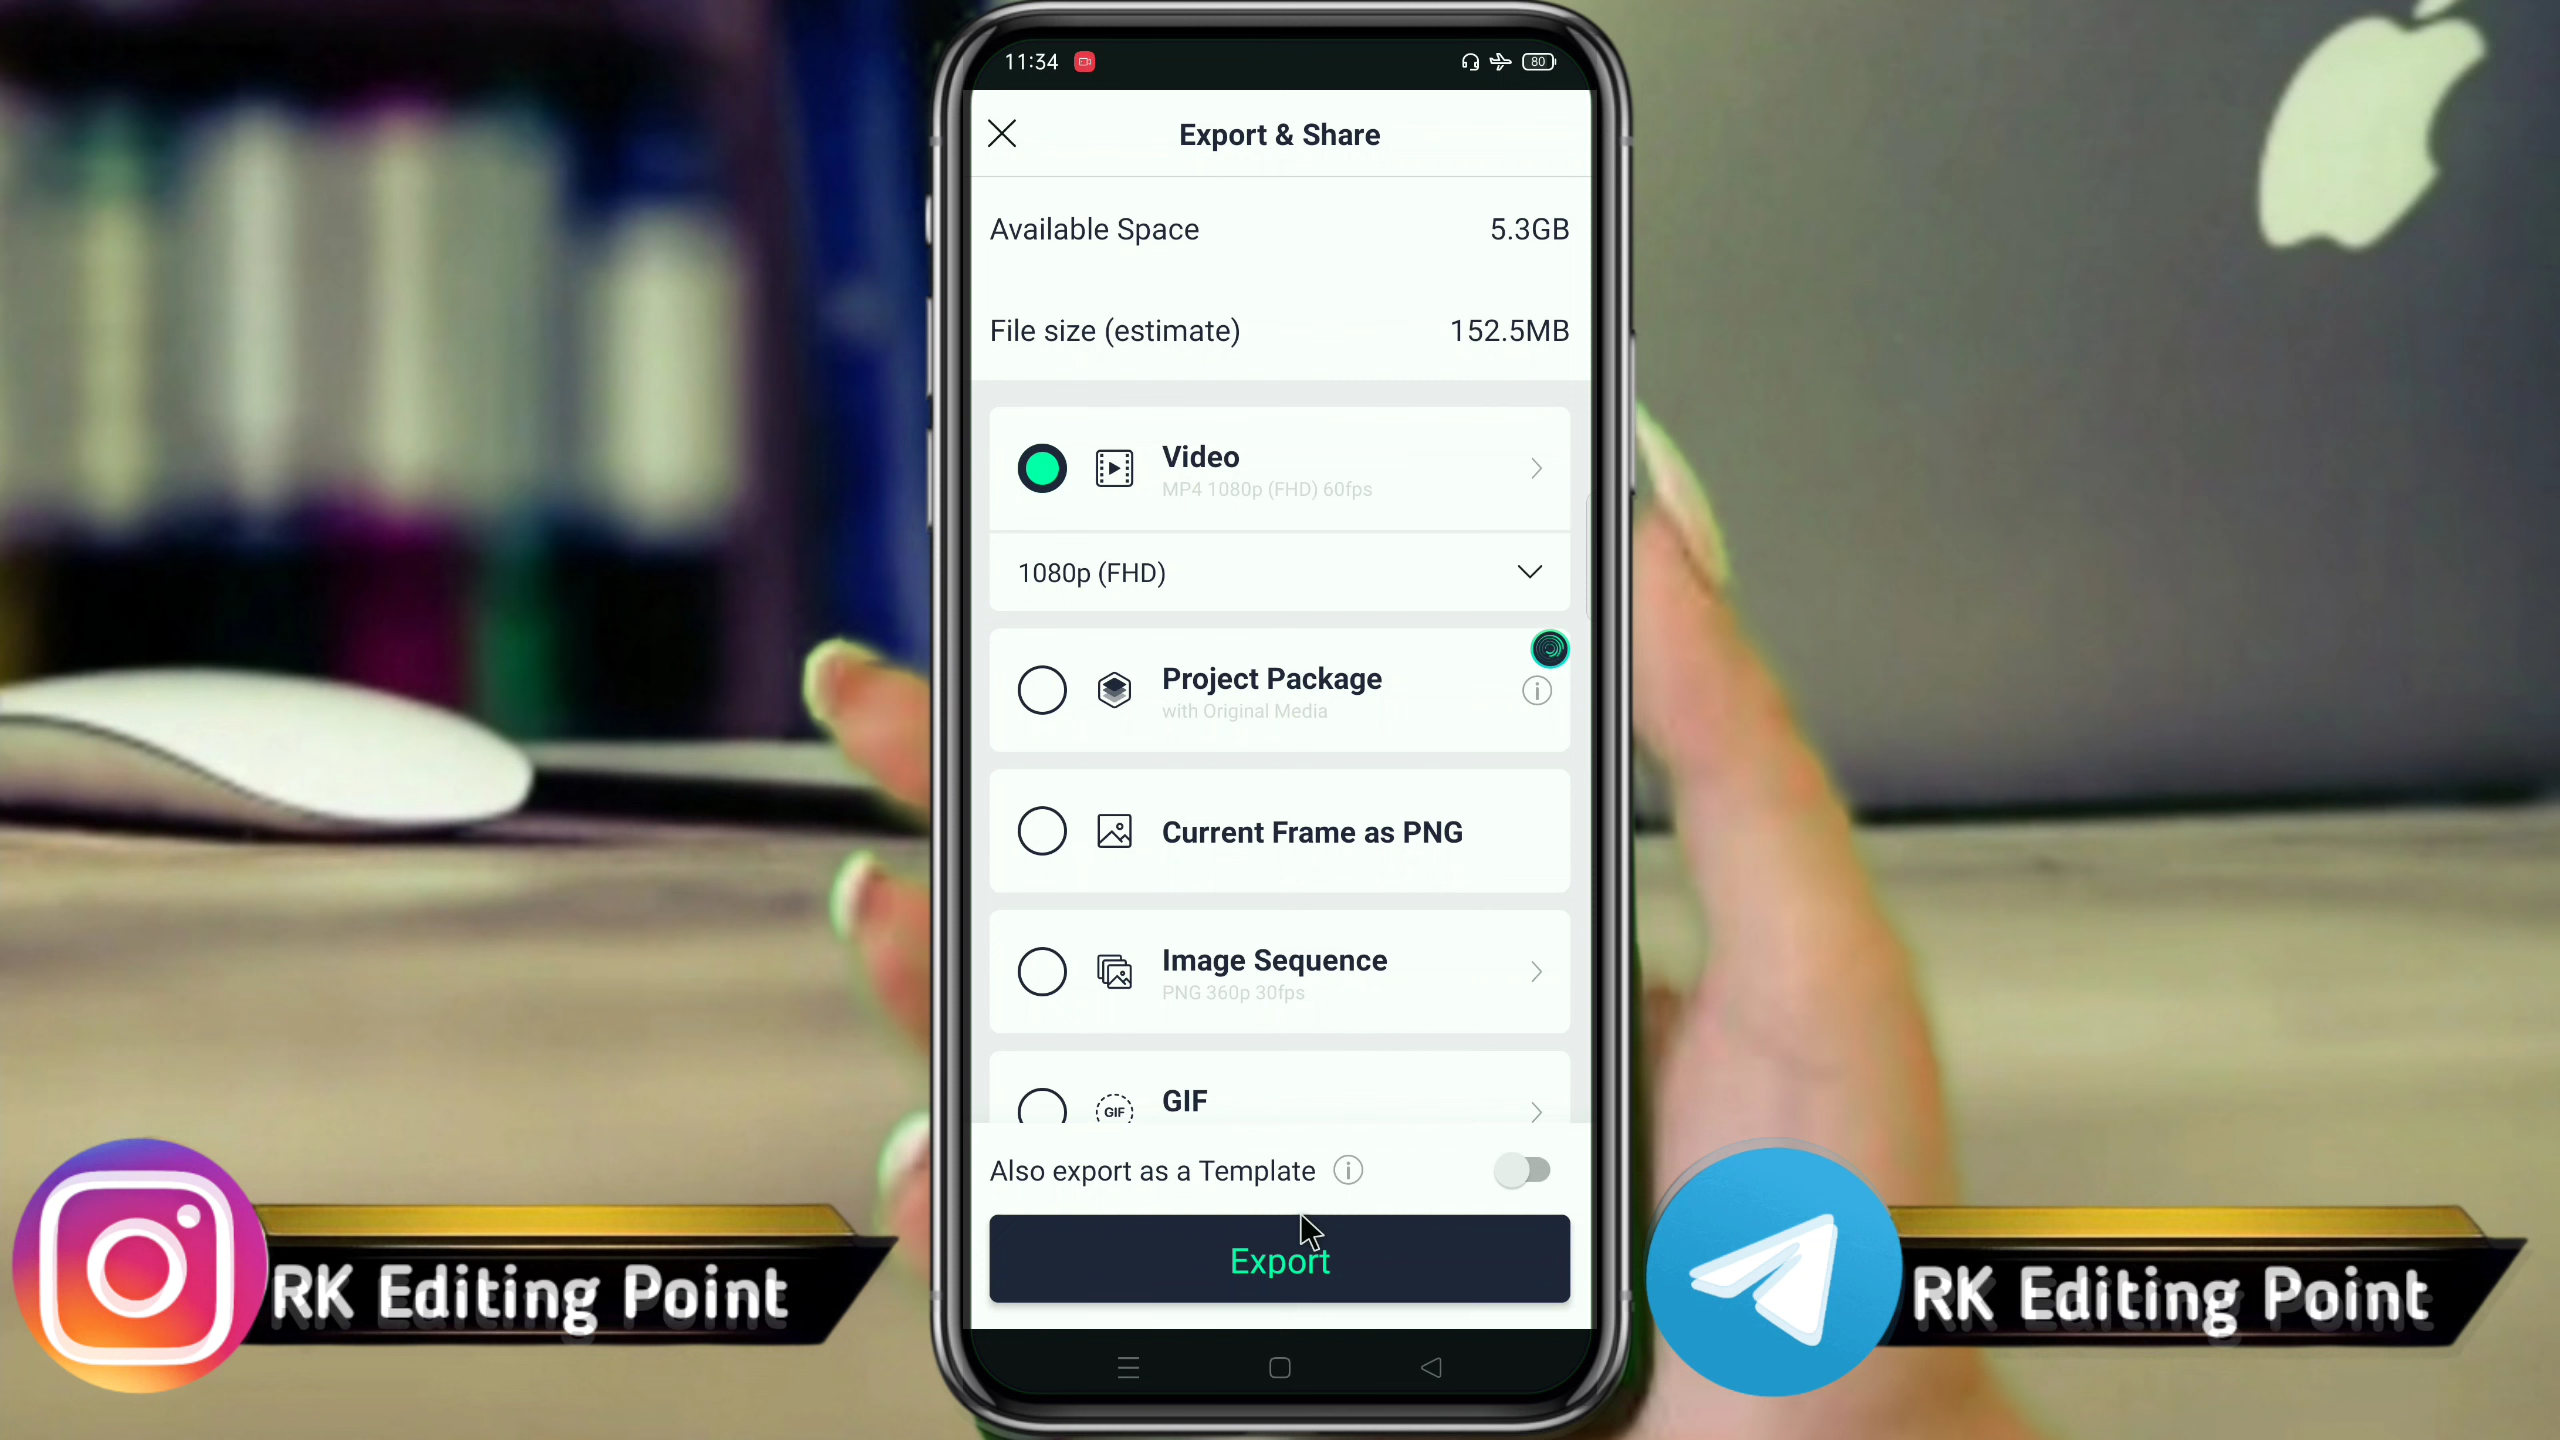 11:34
80
Export & Share
Available Space 5.3GB
File size (estimate) 152.5MB
Video
MP4 1080p (FHD) 60fps
1080p (FHD)
Project Package
with Original Media
Current Frame as PNG
Image Sequence
PNG 360p 30fps
GIF
GIF
Also export as a Template
Export
RK Editing Point
RK Editing Point